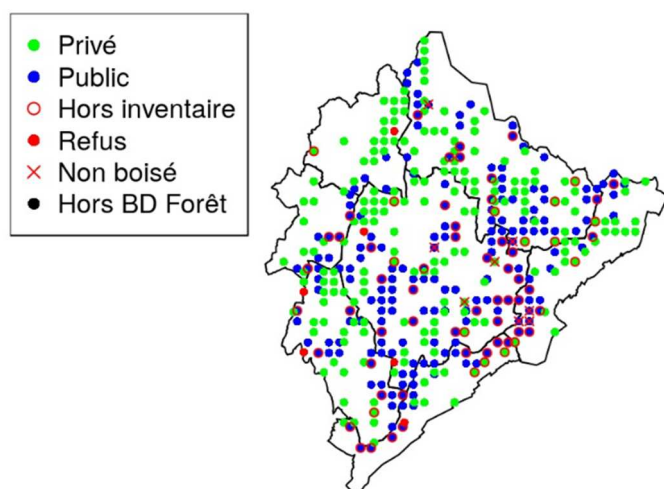 Privé
Public
Hors inventaire
Refus
Non boisé
Hors BD Forêt